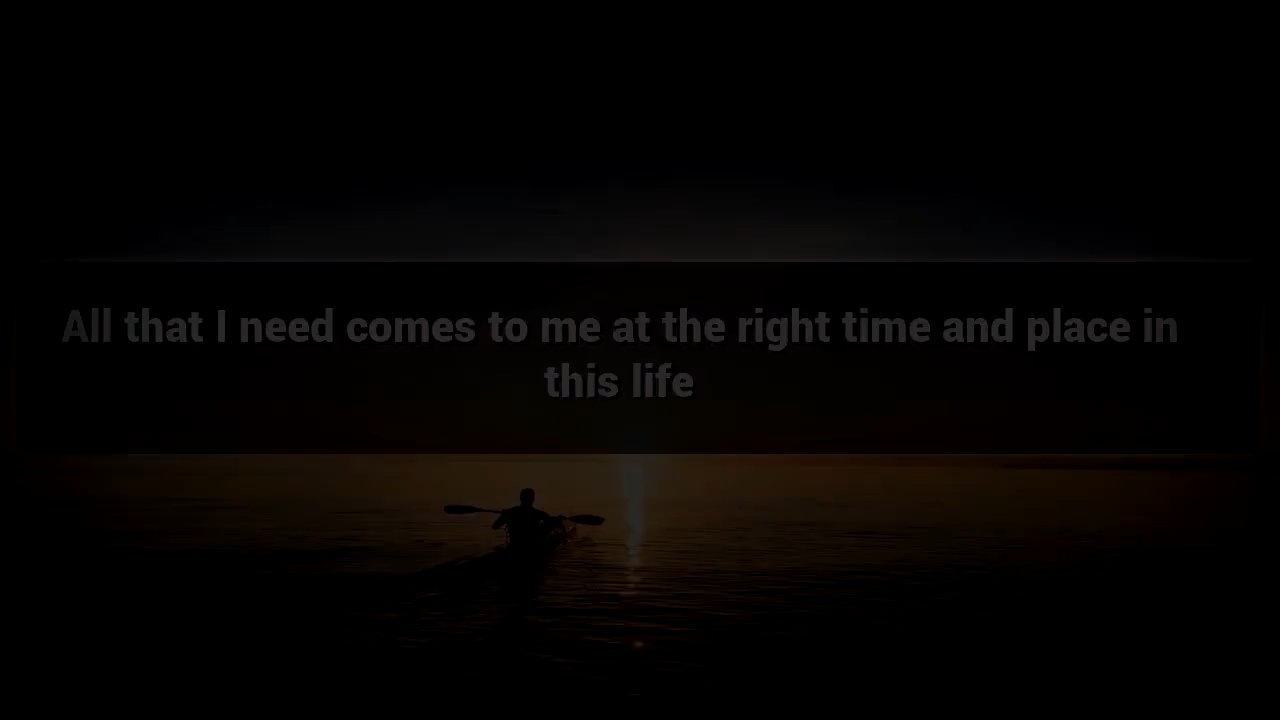 All that I need comes to me at the right time and place in
this life